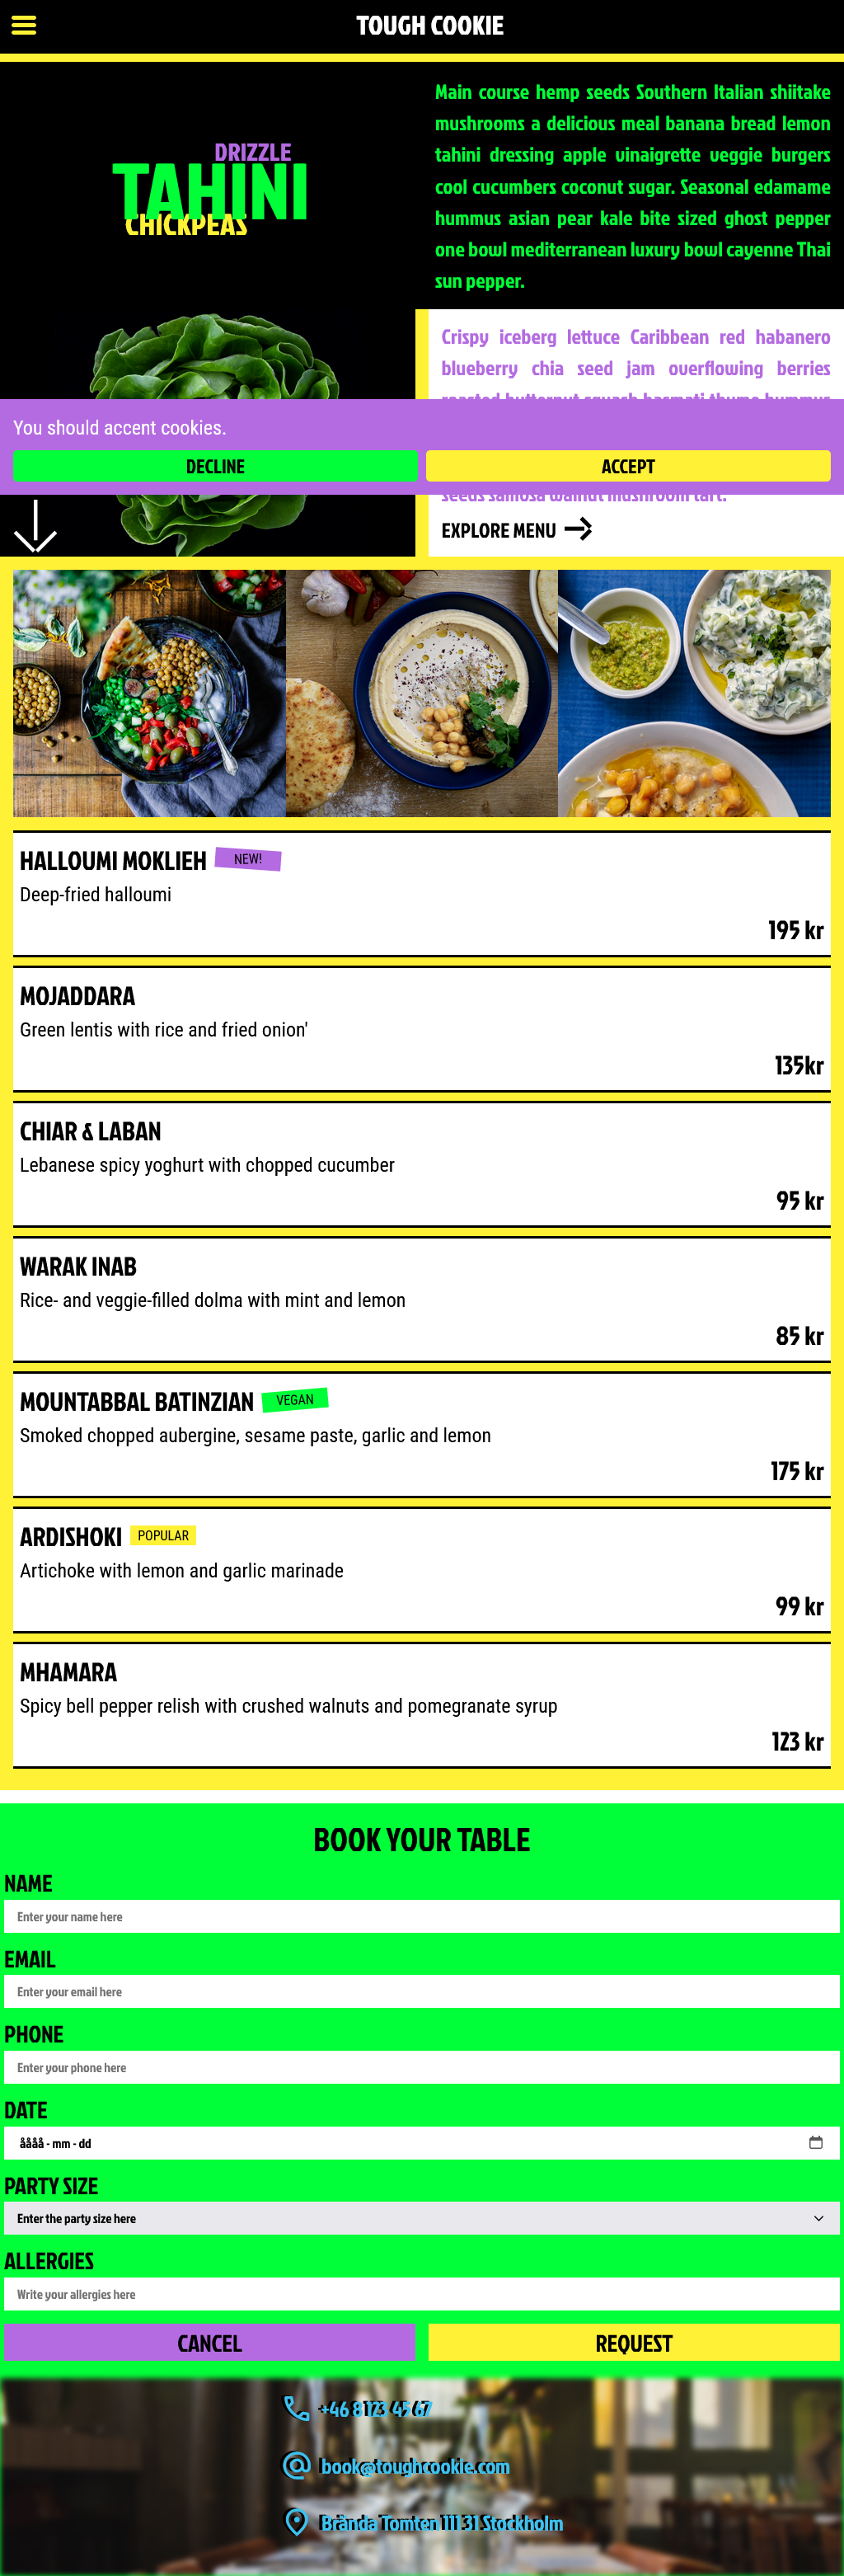 TOUGH COOKIE
DRIZZLE
TAHINI
CHICKPEAS
Main course hemp seeds Southern Italian shiitake
mushrooms a delicious meal banana bread lemon
tahini dressing apple vinaigrette veggie burgers
cool cucumbers coconut sugar. Seasonal edamame
hummus asian pear kale bite sized ghost pepper
one bowl mediterranean luxury bowl cayenne Thai
sun pepper.
Crispy iceberg lettuce Caribbean red habanero
blueberry chia seed jam overflowing berries
roasted butternut squash basmati thyme hummus
You should accent cookies.
DECLINE
ACCEPT
seeds samosa walnut mushroom tart.
EXPLORE MENU
HALLOUMI MOKLIEH
NEW!
Deep-fried halloumi
195 kr
MOJADDARA
Green lentis with rice and fried onion'
135kr
CHIAR & LABAN
Lebanese spicy yoghurt with chopped cucumber
95 kr
WARAK INAB
Rice- and veggie-filled dolma with mint and lemon
85 kr
MOUNTABBAL BATINZIAN
VEGAN
Smoked chopped aubergine, sesame paste, garlic and lemon
175 kr
ARDISHOKI
POPULAR
Artichoke with lemon and garlic marinade
99 kr
MHAMARA
Spicy bell pepper relish with crushed walnuts and pomegranate syrup
123 kr
BOOK YOUR TABLE
NAME
Enter your name here
EMAIL
Enter your email here
PHONE
Enter your phone here
DATE
åååå - mm - dd
PARTY SIZE
Enter the party size here
ALLERGIES
Write your allergies here
CANCEL
REQUEST
+46 8 123 45 67
book@toughcookie.com
Brända Tomten 111 31 Stockholm